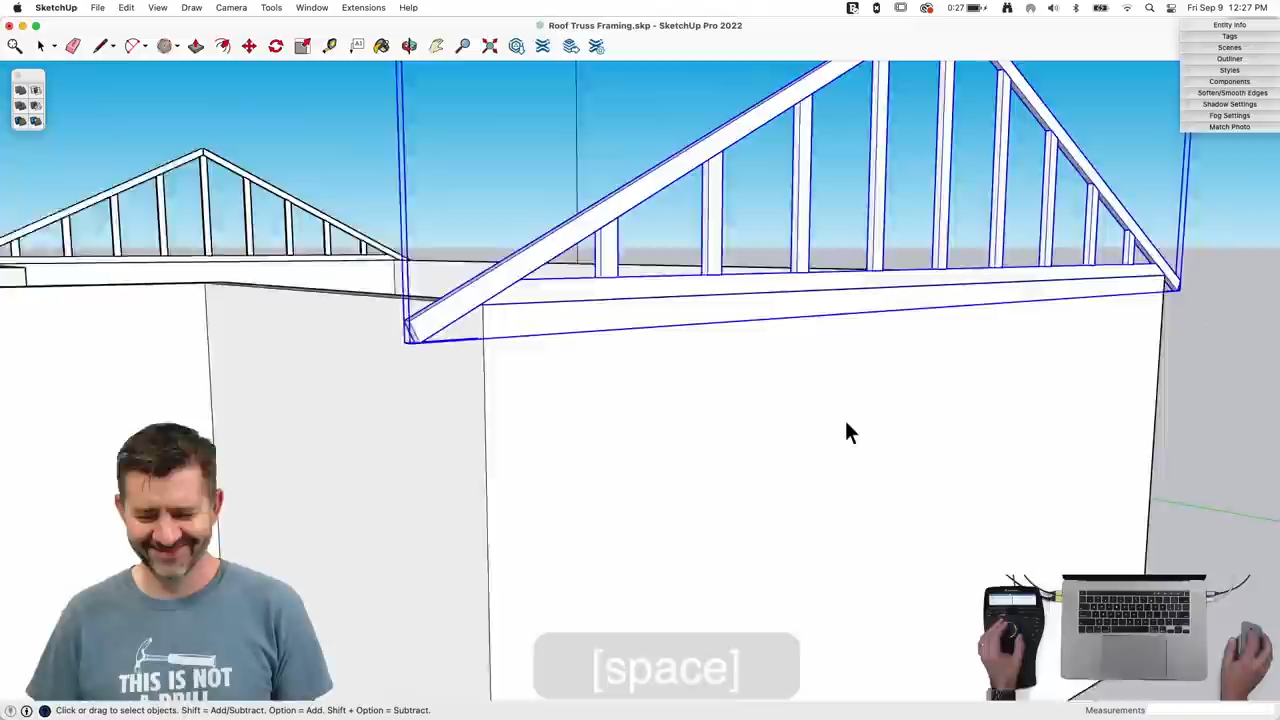 SketchUp File Edit View Draw Camera Tools Window Extensions Help
0:27 Fri Sep 9 12:27 PM
Roof Truss Framing.skp - SketchUp Pro 2022
Entity Info
Tags
Scenes
Outliner
Styles
Components
Soften/Smooth Edges
Shadow Settings
Fog Settings
Match Photo
THIS IS NOT
A DRILL
[space]
Click or drag to select objects. Shift = Add/Subtract. Option = Add. Shift + Option = Subtract.
Measurements